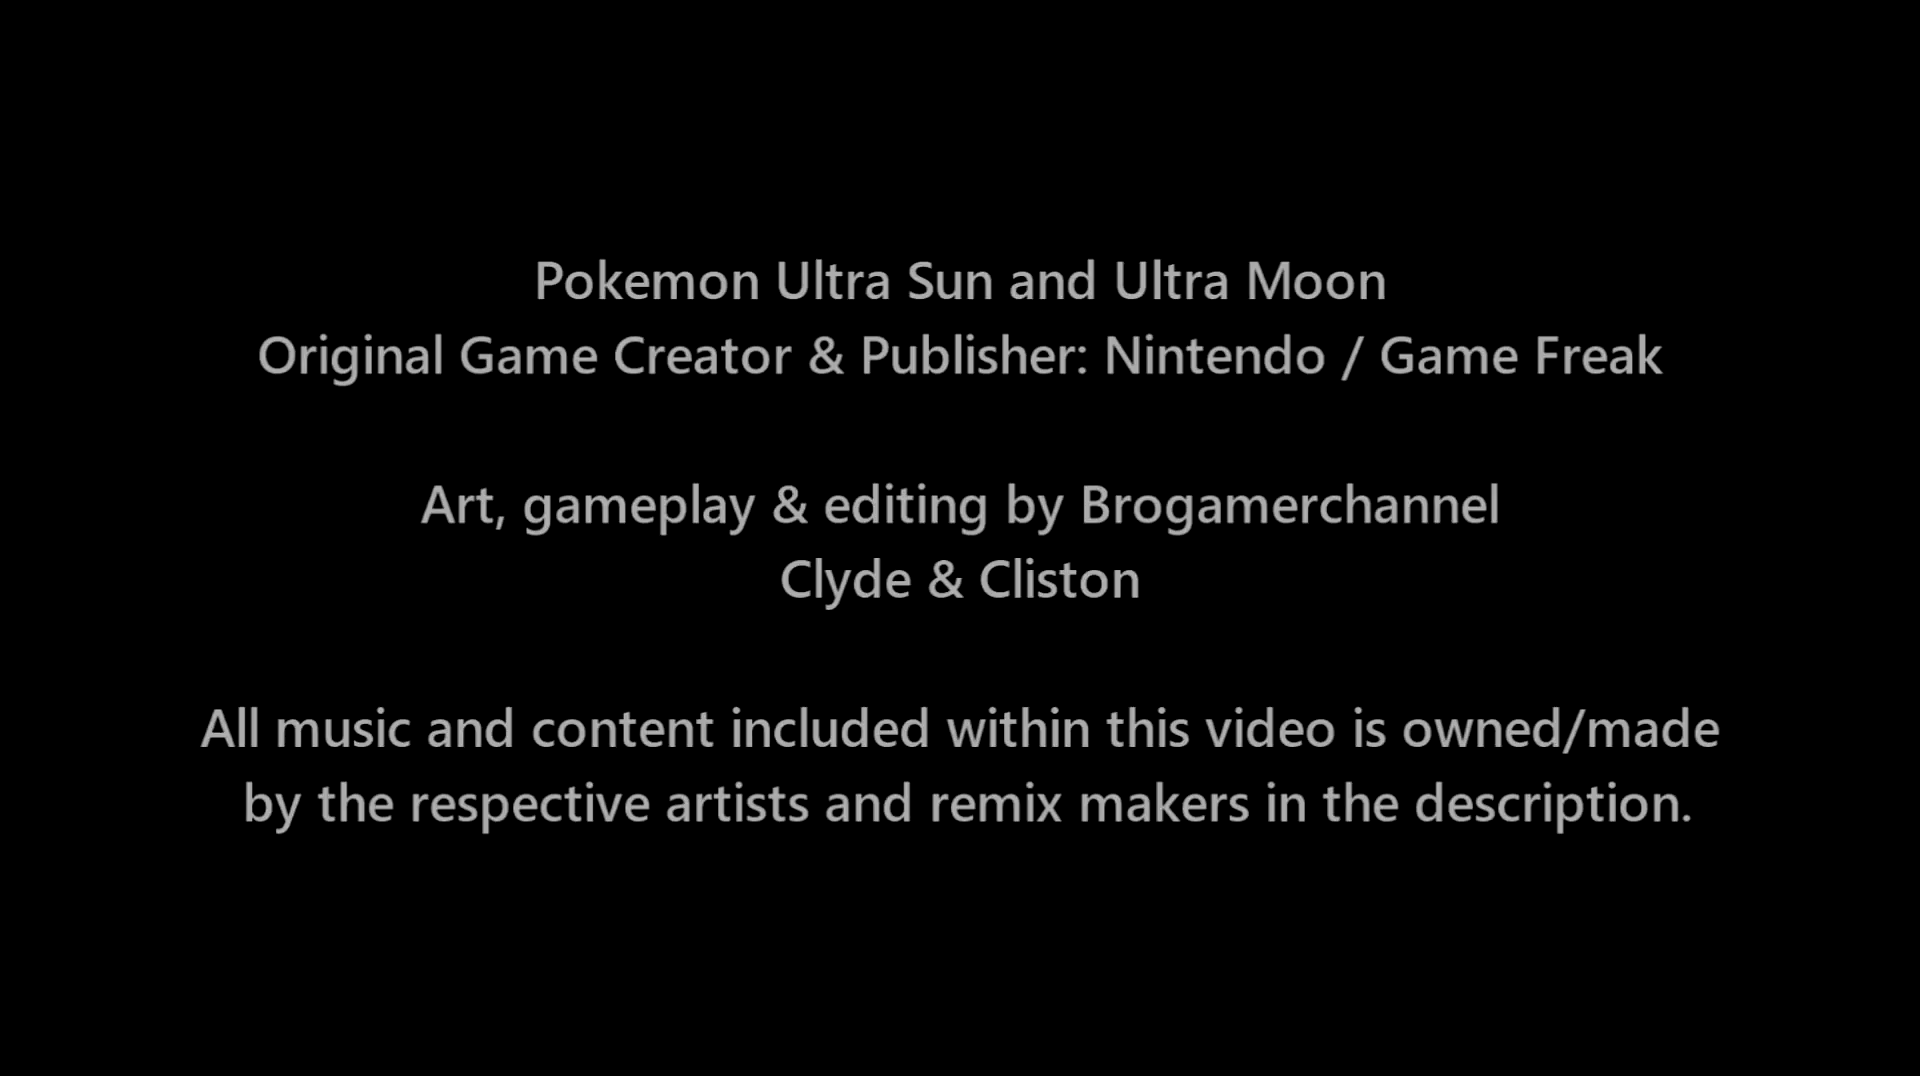 Pokemon Ultra Sun and Ultra Moon
Original Game Creator & Publisher: Nintendo / Game Freak
Art, gameplay & editing by Brogamerchannel
Clyde & Cliston
All music and content included within this video is owned/made
by the respective artists and remix makers in the description.